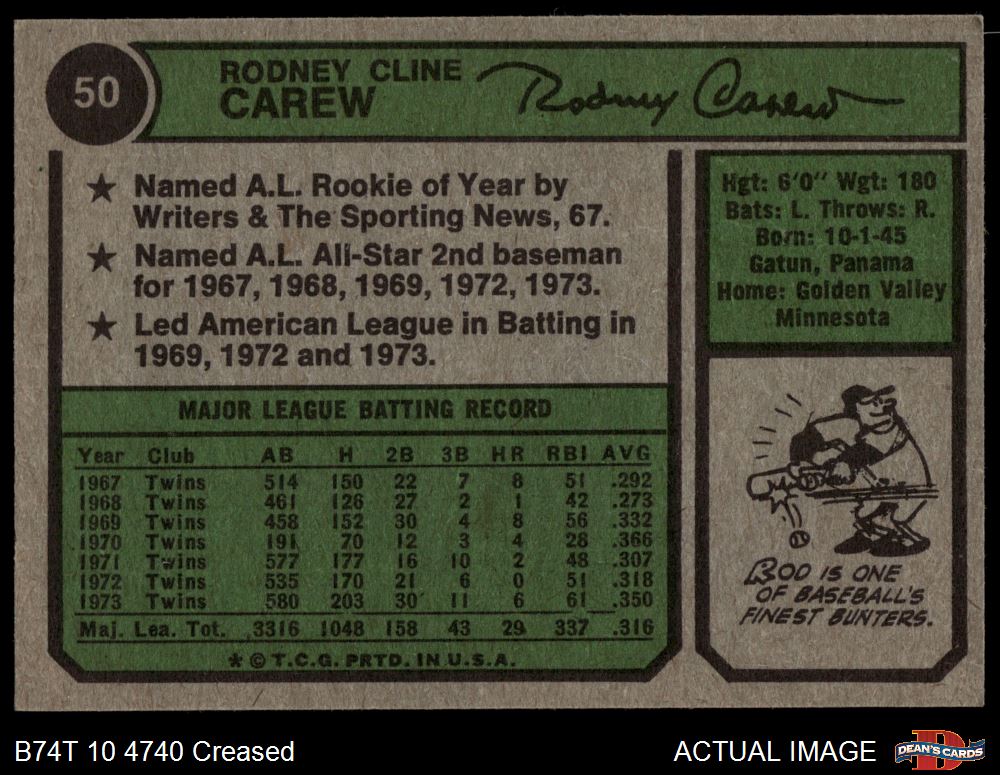 50
RODNEY CLINE
CAREW
Rodney Carew
★ Named A.L. Rookie of Year by
Writers & The Sporting News, 67.
★ Named A.L. All-Star 2nd baseman
for 1967, 1968, 1969, 1972, 1973.
★ Led American League in Batting in
1969, 1972 and 1973.
Hgt: 6'0" Wgt: 180
Bats: L. Throws: R.
Born: 10-1-45
Gatun, Panama
Home: Golden Valley
Minnesota
MAJOR LEAGUE BATTING RECORD
Year Club AB H 2B 3B HR RBI AVG
1967 Twins 514 150 22 7 8 51 .292
1968 Twins 461 126 27 2 1 42 .273
1969 Twins 458 152 30 4 8 56 .332
1970 Twins 191 70 12 3 4 28 .366
1971 Twins 577 177 16 10 2 48 .307
1972 Twins 535 170 21 6 0 51 .318
1973 Twins 580 203 30 11 6 61 .350
Maj. Lea. Tot. 3316 1048 158 43 29 337 .316
* © T.C.G. PRTD. IN U.S.A.
ROD IS ONE
OF BASEBALL'S
FINEST BUNTERS.
B74T 10 4740 Creased
ACTUAL IMAGE
DEAN'S CARDS